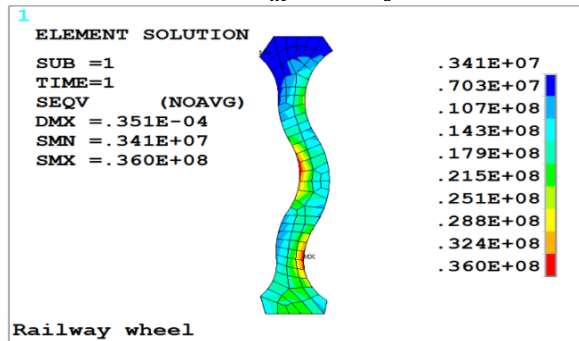 1
ELEMENT SOLUTION
SUB =1
TIME=1
SEQV (NOAVG)
DMX =.351E-04
SMN =.341E+07
SMX =.360E+08
MX
.341E+07
.703E+07
.107E+08
.143E+08
.179E+08
.215E+08
.251E+08
.288E+08
.324E+08
.360E+08
Railway wheel